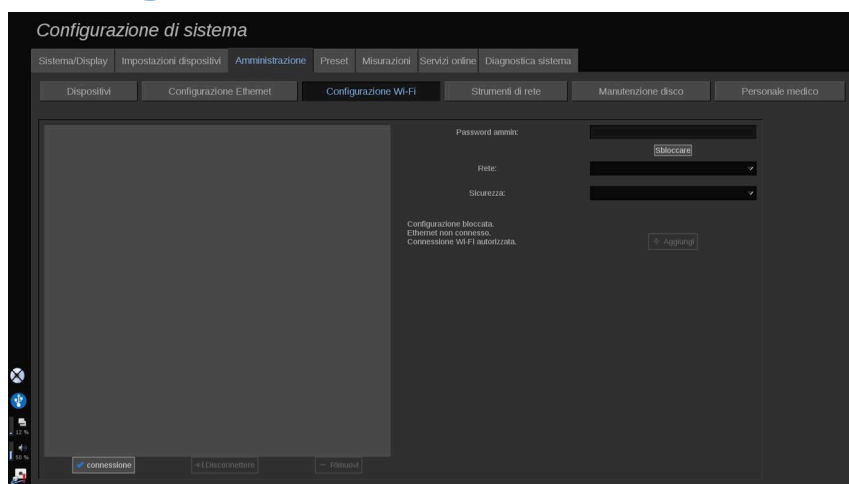 Configurazione di sistema
Sistema/Display Impostazioni dispositivi Amministrazione Preset Misurazioni Servizi online Diagnostica sistema
Dispositivi Configurazione Ethernet Configurazione Wi-Fi Strumenti di rete Manutenzione disco Personale medico
Password ammin:
Sbloccare
Rete:
Sicurezza:
Configurazione bloccata.
Ethernet non connesso.
Connessione Wi-Fi autorizzata.
Aggiungi
12 %
50 %
connessione Disconnettere Rimuovi